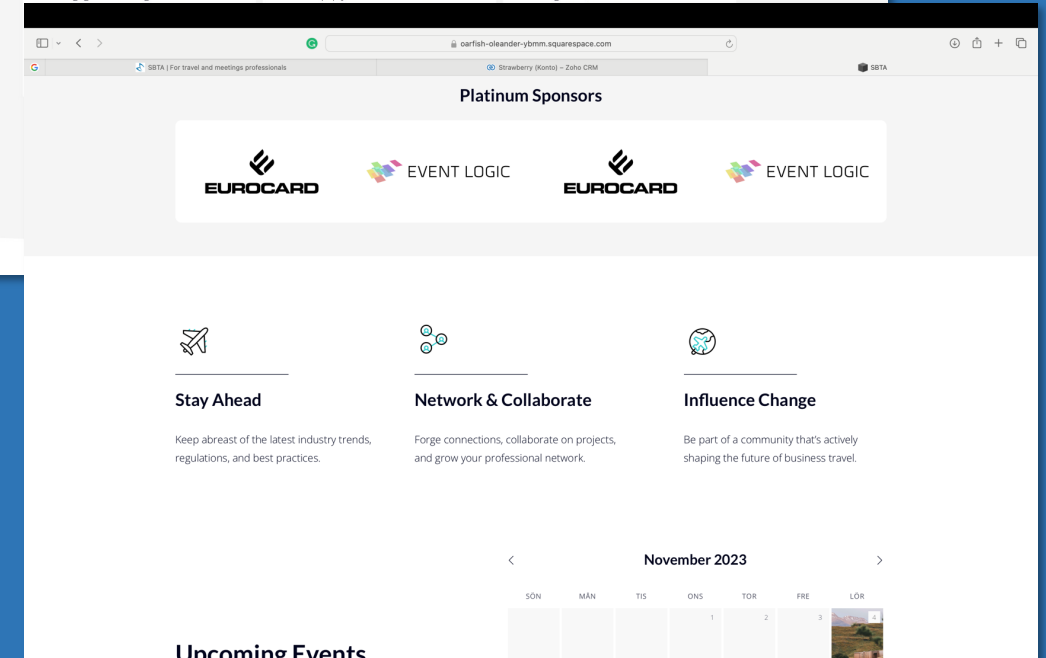 oarfish-oleander-ybmm.squarespace.com
G
SBTA | For travel and meetings professionals
Strawberry (Konto) – Zoho CRM
SBTA
Platinum Sponsors
EUROCARD
EVENT LOGIC
EUROCARD
EVENT LOGIC
Stay Ahead
Keep abreast of the latest industry trends,
regulations, and best practices.
Network & Collaborate
Forge connections, collaborate on projects,
and grow your professional network.
Influence Change
Be part of a community that's actively
shaping the future of business travel.
November 2023
SÖN MÅN TIS ONS TOR FRE LÖR
1 2 3 4
Upcoming Events